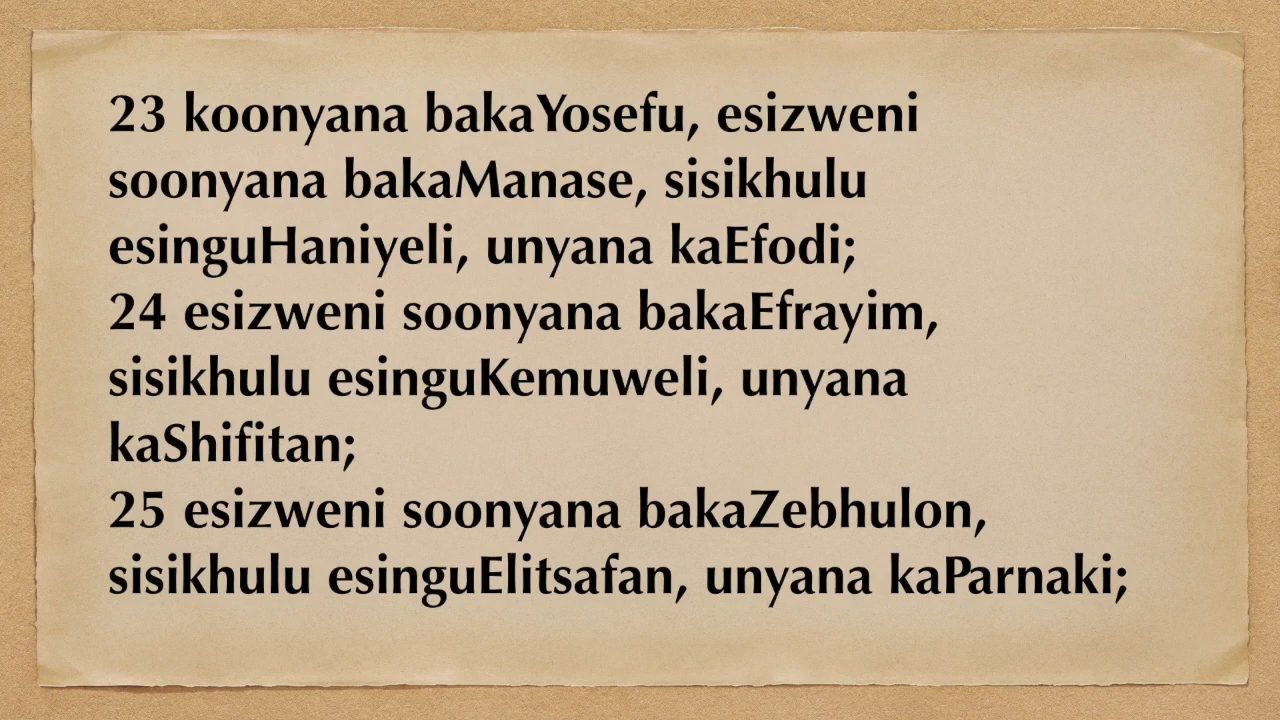 23 koonyana bakaYosefu, esizweni
soonyana bakaManase, sisikhulu
esinguHaniyeli, unyana kaEfodi;
24 esizweni soonyana bakaEfrayim,
sisikhulu esinguKemuweli, unyana
kaShifitan;
25 esizweni soonyana bakaZebhulon,
sisikhulu esinguElitsafan, unyana kaParnaki;